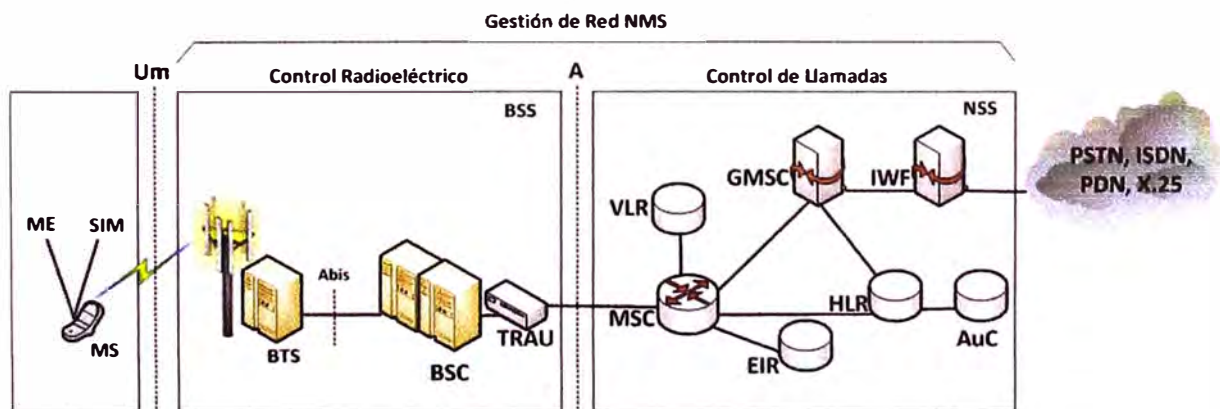 Gestión de Red NMS
Um
Control Radioeléctrico
A
Control de Llamadas
BSS
NSS
PSTN, ISDN,
PDN, X.25
GMSC
IWF
VLR
ME
SIM
Abis
MS
BTS
BSC
TRAU
MSC
HLR
AuC
EIR